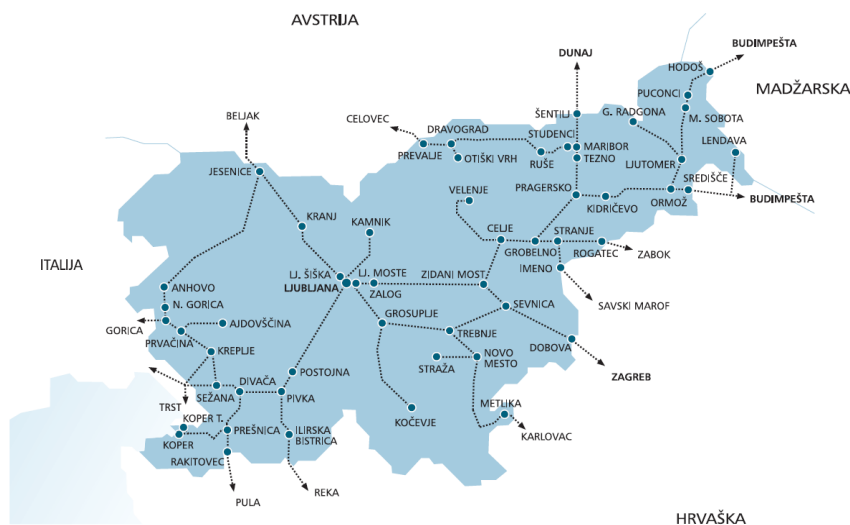 AVSTRIJA
BUDIMPEŠTA
DUNAJ
HODOŠ
MADŽARSKA
PUCONCI
BELJAK
CELOVEC
DRAVOGRAD
ŠENTILJ
G. RADGONA
M. SOBOTA
STUDENCI
LENDAVA
PREVALJE
OTIŠKI VRH
RUŠE
MARIBOR
TEZNO
LJUTOMER
JESENICE
VELENJE
PRAGERSKO
SREDIŠČE
KIDRIČEVO
ORMOŽ
BUDIMPEŠTA
KRANJ
KAMNIK
CELJE
STRANJE
GROBELNO
ROGATEC
ZABOK
ITALIJA
LJ. ŠIŠKA
LJ. MOSTE
ZIDANI MOST
IMENO
LJUBLJANA
ZALOG
ANHOVO
N. GORICA
SEVNICA
SAVSKI MAROF
GROSUPLJE
GORICA
AJDOVŠČINA
PRVAČINA
TREBNJE
DOBOVA
KREPLJE
STRAŽA
NOVO
MESTO
POSTOJNA
ZAGREB
DIVAČA
SEŽANA
PIVKA
TRST
METLIKA
KOPER T.
KOČEVJE
KOPER
PREŠNICA
ILIRSKA
BISTRICA
KARLOVAC
RAKITOVEC
PULA
REKA
HRVAŠKA